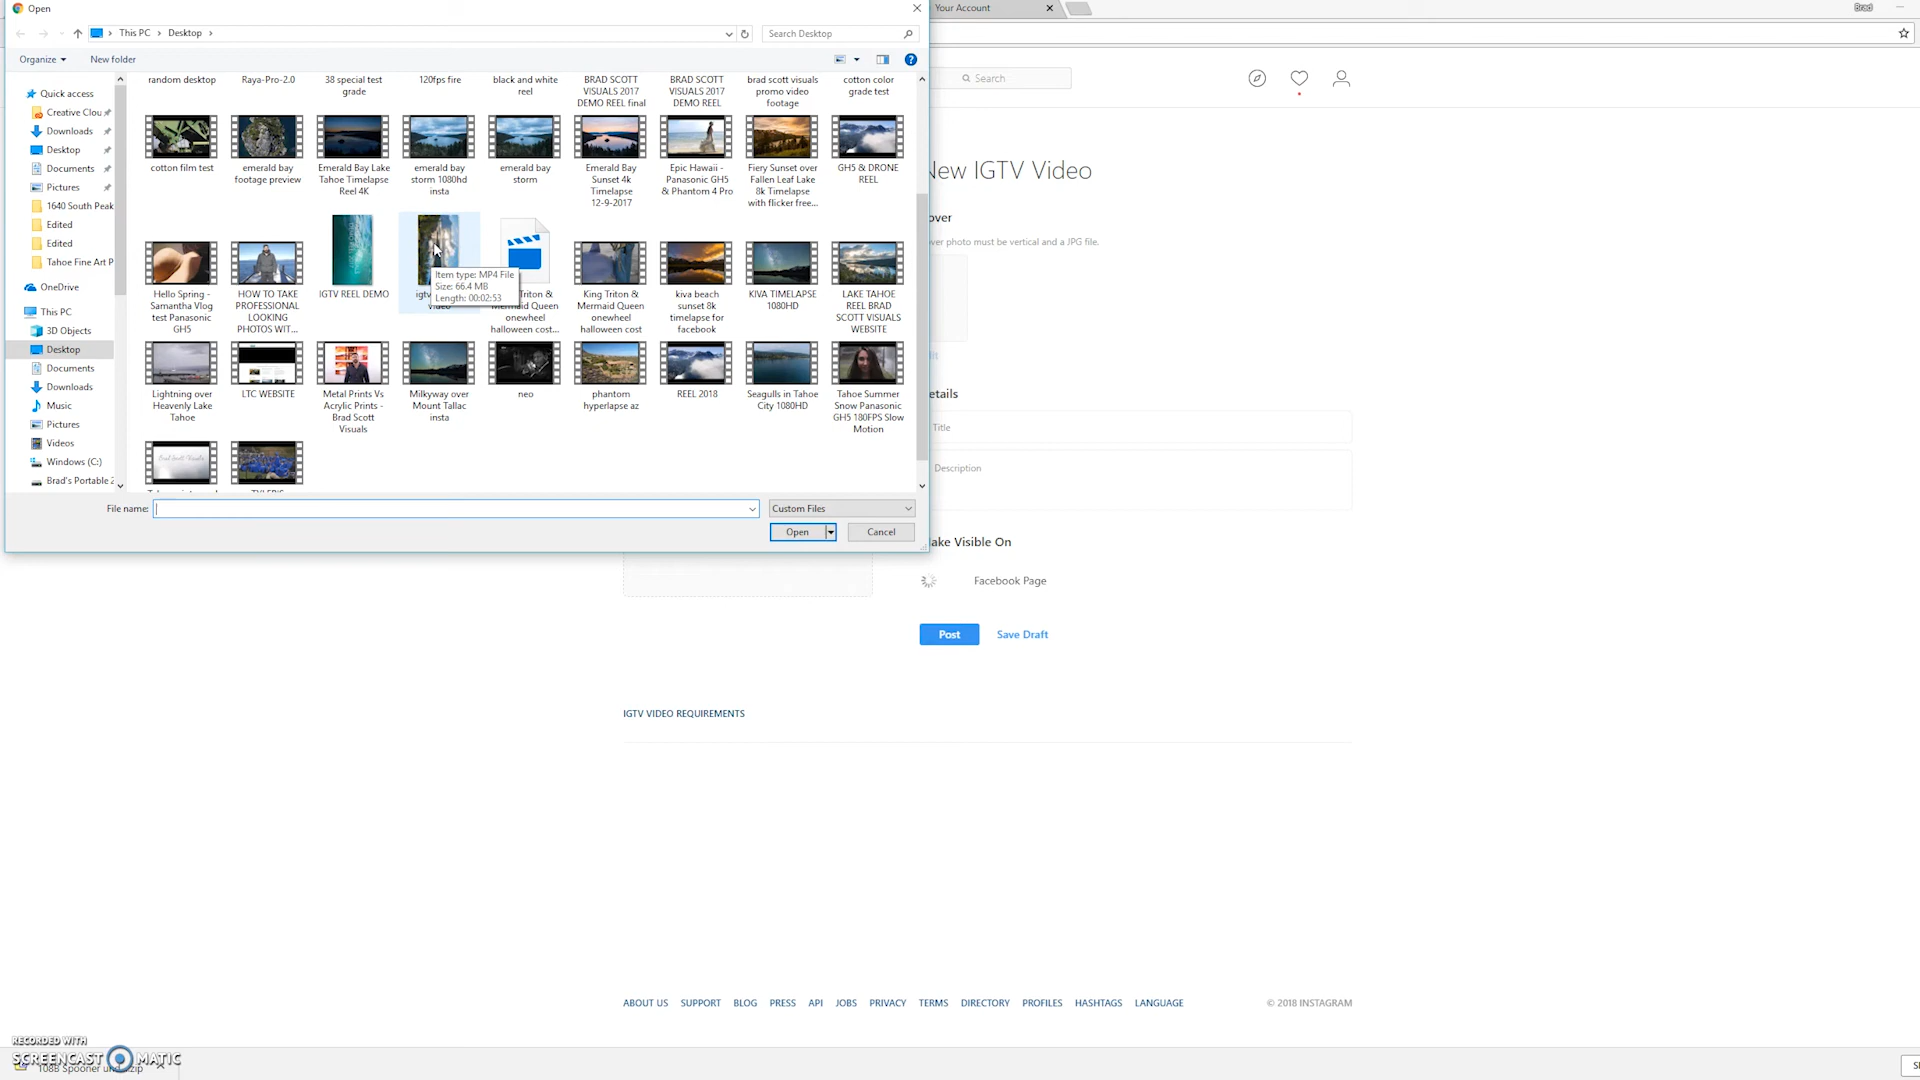 Open
Your Account
Brad
This PC
Desktop
Search Desktop
Organize
New folder
Search
random desktop
Raya-Pro-2.0
38 special test
grade
120fps fire
black and white
reel
BRAD SCOTT
VISUALS 2017
DEMO REEL final
BRAD SCOTT
VISUALS 2017
DEMO REEL
brad scott visuals
promo video
footage
cotton color
grade test
Quick access
Creative Clou
Downloads
Desktop
Documents
Pictures
1640 South Peak
Edited
Edited
Tahoe Fine Art P
OneDrive
This PC
3D Objects
Desktop
Documents
Downloads
Music
Pictures
Videos
Windows (C:)
Brad's Portable 2
cotton film test
emerald bay
footage preview
Emerald Bay Lake
Tahoe Timelapse
Reel 4K
emerald bay
storm 1080hd
insta
emerald bay
storm
Emerald Bay
Sunset 4k
Timelapse
12-9-2017
Epic Hawaii -
Panasonic GH5
& Phantom 4 Pro
Fiery Sunset over
Fallen Leaf Lake
8k Timelapse
with flicker free...
GH5 & DRONE
REEL
Hello Spring -
Samantha Vlog
test Panasonic
GH5
HOW TO TAKE
PROFESSIONAL
LOOKING
PHOTOS WIT...
IGTV REEL DEMO
igtv
video
Item type: MP4 File
Size: 66.4 MB
Length: 00:02:53
Triton &
Mermaid Queen
onewheel
halloween cost...
King Triton &
Mermaid Queen
onewheel
halloween cost
kiva beach
sunset 8k
timelapse for
facebook
KIVA TIMELAPSE
1080HD
LAKE TAHOE
REEL BRAD
SCOTT VISUALS
WEBSITE
Lightning over
Heavenly Lake
Tahoe
LTC WEBSITE
Metal Prints Vs
Acrylic Prints -
Brad Scott
Visuals
Milkyway over
Mount Tallac
insta
neo
phantom
hyperlapse az
REEL 2018
Seagulls in Tahoe
City 1080HD
Tahoe Summer
Snow Panasonic
GH5 180FPS Slow
Motion
File name:
Custom Files
Open
Cancel
New IGTV Video
over
ver photo must be vertical and a JPG file.
etails
Title
Description
ake Visible On
Facebook Page
Post
Save Draft
IGTV VIDEO REQUIREMENTS
ABOUT US
SUPPORT
BLOG
PRESS
API
JOBS
PRIVACY
TERMS
DIRECTORY
PROFILES
HASHTAGS
LANGUAGE
© 2018 INSTAGRAM
RECORDED WITH
SCREENCAST MATIC